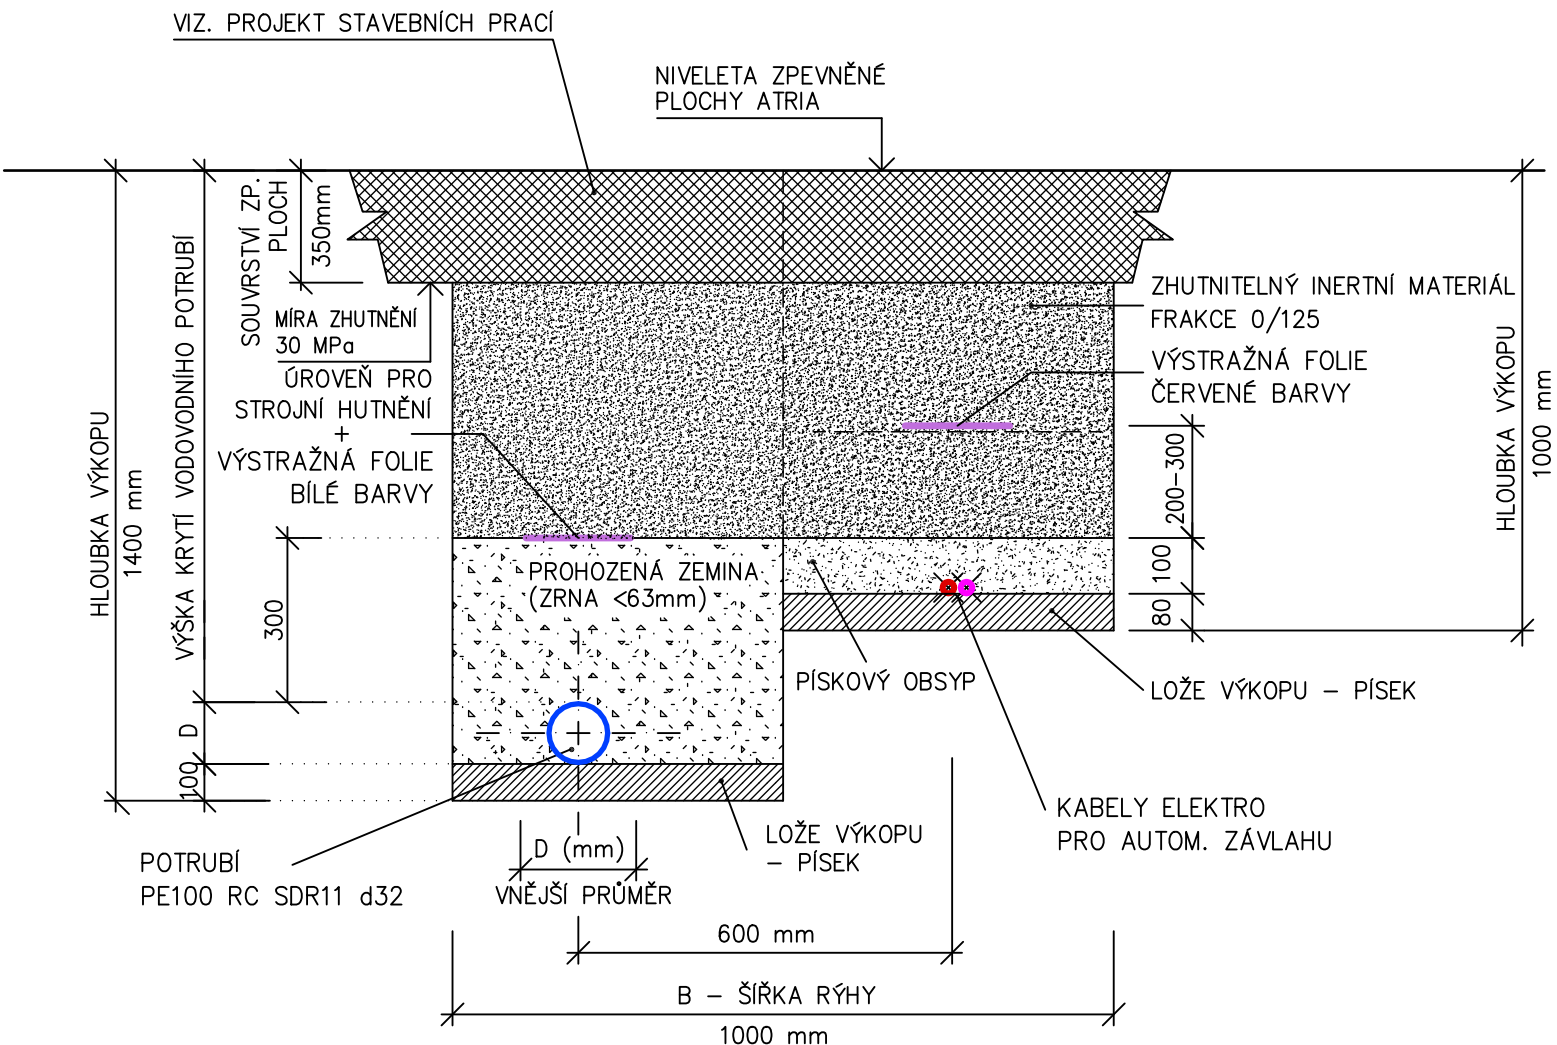 VIZ. PROJEKT STAVEBNÍCH PRACÍ
NIVELETA ZPEVNĚNÉ
PLOCHY ATRIA
HLOUBKA VÝKOPU
1400 mm
VÝŠKA KRYTÍ VODOVODNÍHO POTRUBÍ
D
100
SOUVRSTVÍ ZP.
PLOCH
350mm
MÍRA ZHUTNĚNÍ
30 MPa
ÚROVEŇ PRO
STROJNÍ HUTNĚNÍ
+
VÝSTRAŽNÁ FOLIE
BÍLÉ BARVY
300
PROHOZENÁ ZEMINA
(ZRNA <63mm)
ZHUTNITELNÝ INERTNÍ MATERIÁL
FRAKCE 0/125
VÝSTRAŽNÁ FOLIE
ČERVENÉ BARVY
200-300
100
80
HLOUBKA VÝKOPU
1000 mm
PÍSKOVÝ OBSYP
LOŽE VÝKOPU – PÍSEK
KABELY ELEKTRO
PRO AUTOM. ZÁVLAHU
LOŽE VÝKOPU
– PÍSEK
POTRUBÍ
PE100 RC SDR11 d32
D (mm)
VNĚJŠÍ PRŮMĚR
600 mm
B – ŠÍŘKA RÝHY
1000 mm